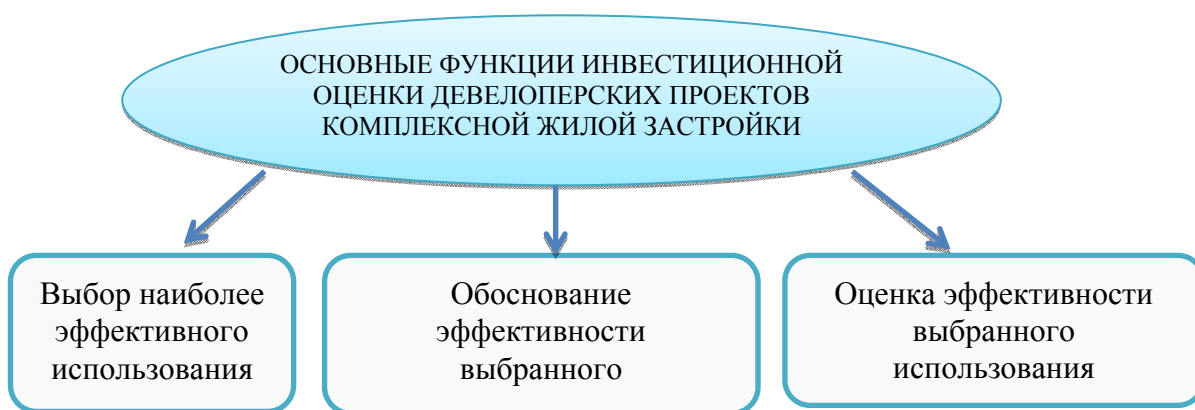 ОСНОВНЫЕ ФУНКЦИИ ИНВЕСТИЦИОННОЙ
ОЦЕНКИ ДЕВЕЛОПЕРСКИХ ПРОЕКТОВ
КОМПЛЕКСНОЙ ЖИЛОЙ ЗАСТРОЙКИ
Выбор наиболее
эффективного
использования
Обоснование
эффективности
выбранного
Оценка эффективности
выбранного
использования